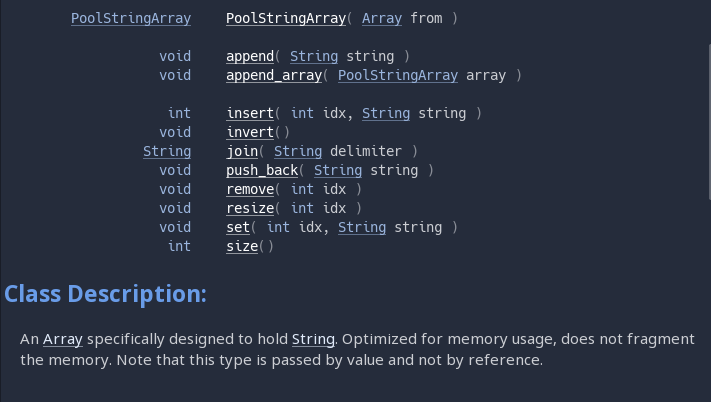 PoolStringArray PoolStringArray( Array from )
void append( String string )
void append_array( PoolStringArray array )
int insert( int idx, String string )
void invert()
String join( String delimiter )
void push_back( String string )
void remove( int idx )
void resize( int idx )
void set( int idx, String string )
int size()
Class Description:
An Array specifically designed to hold String. Optimized for memory usage, does not fragment
the memory. Note that this type is passed by value and not by reference.